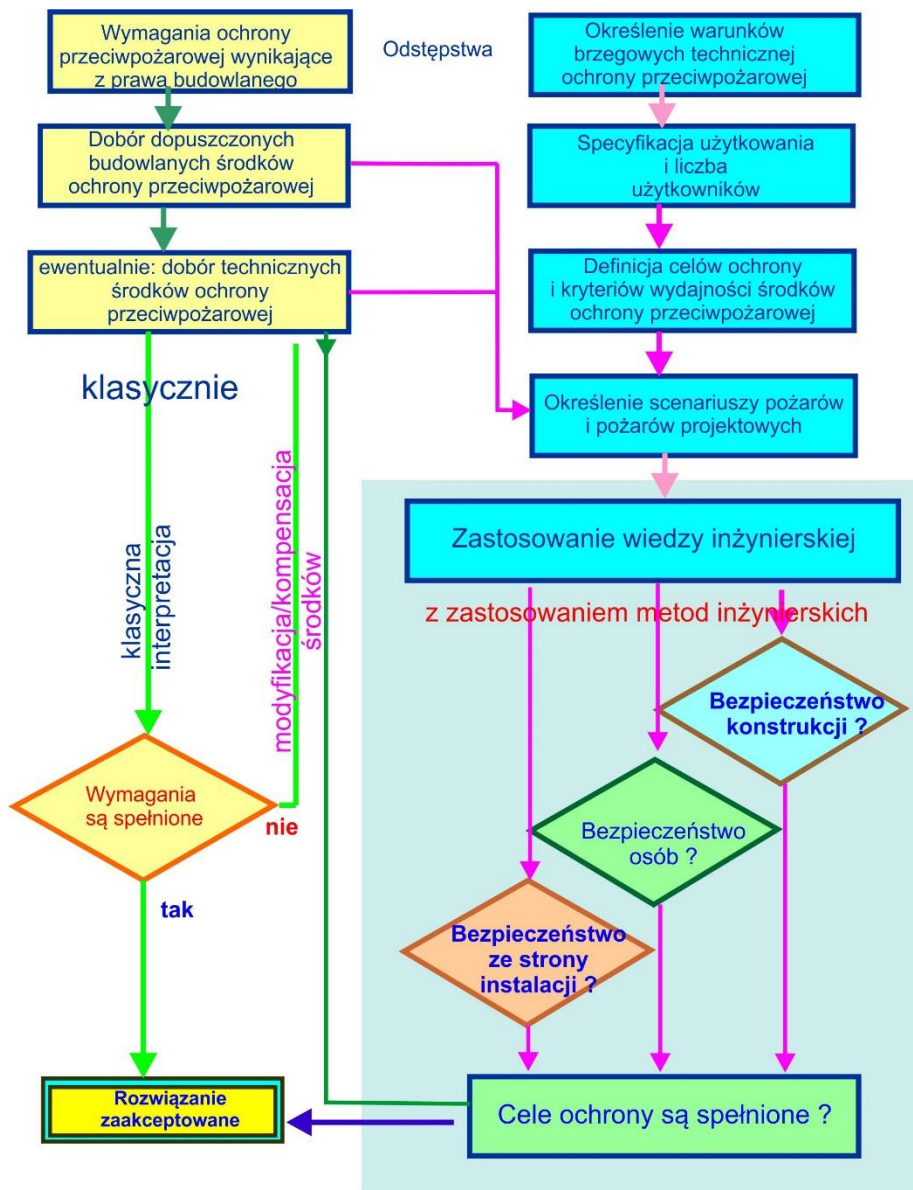 Wymagania ochrony
przeciwpożarowej wynikające
z prawa budowlanego
Odstępstwa
Określenie warunków
brzegowych technicznej
ochrony przeciwpożarowej
Dobór dopuszczonych
budowlanych środków
ochrony przeciwpożarowej
Specyfikacja użytkowania
i liczba
użytkowników
ewentualnie: dobór technicznych
środków ochrony
przeciwpożarowej
Definicja celów ochrony
i kryteriów wydajności środków
ochrony przeciwpożarowej
klasycznie
Określenie scenariuszy pożarów
i pożarów projektowych
klasyczna
interpretacja
modyfikacja/kompensacja
środków
Zastosowanie wiedzy inżynierskiej
z zastosowaniem metod inżynierskich
Bezpieczeństwo
konstrukcji ?
Wymagania
są spełnione
nie
Bezpieczeństwo
osób ?
tak
Bezpieczeństwo
ze strony
instalacji ?
Rozwiązanie
zaakceptowane
Cele ochrony są spełnione ?